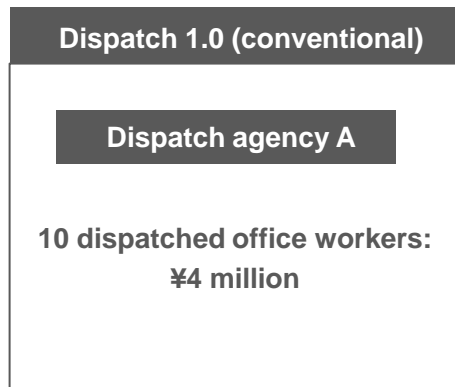 Dispatch 1.0 (conventional)
Dispatch agency A
10 dispatched office workers:
¥4 million